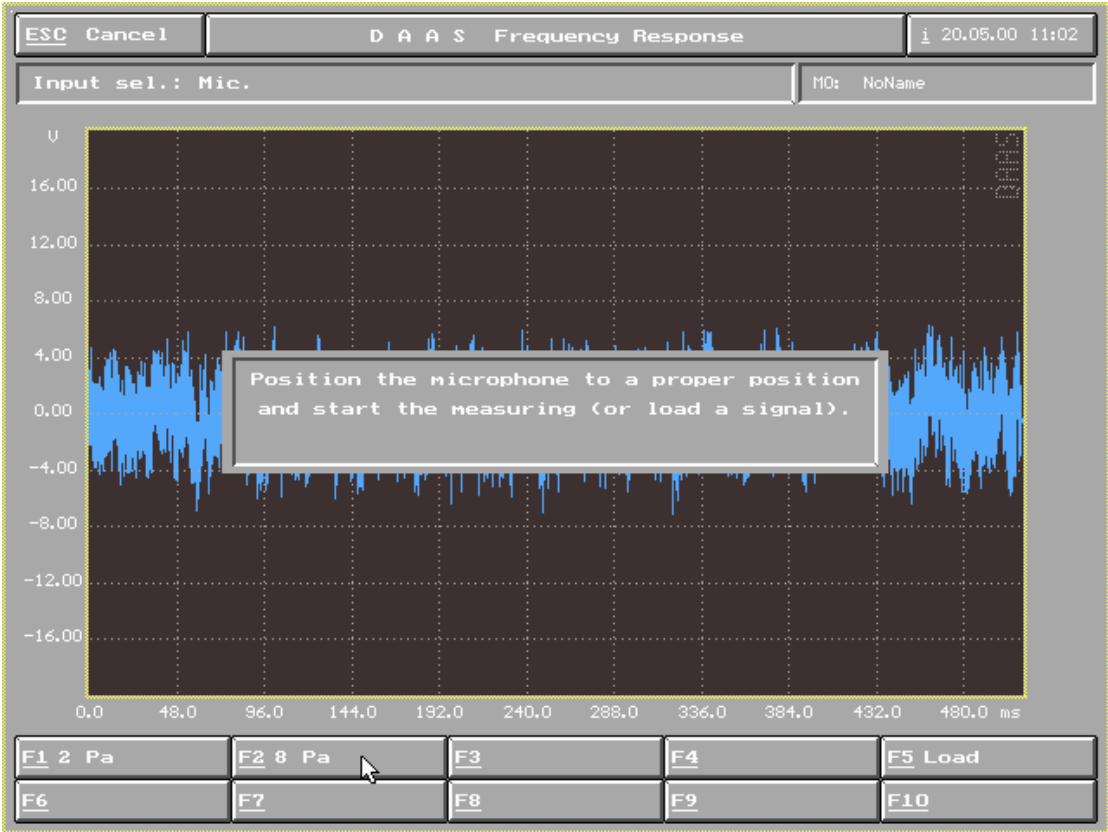 ESC Cancel
D A A S Frequency Response
i 20.05.00 11:02
Input sel.: Mic.
MO: NoName
V
DAAS
16.00
12.00
8.00
4.00
0.00
-4.00
-8.00
-12.00
-16.00
Position the microphone to a proper position
and start the measuring (or load a signal).
0.0 48.0 96.0 144.0 192.0 240.0 288.0 336.0 384.0 432.0 480.0 ms
F1 2 Pa
F2 8 Pa
F3
F4
F5 Load
F6
F7
F8
F9
F10